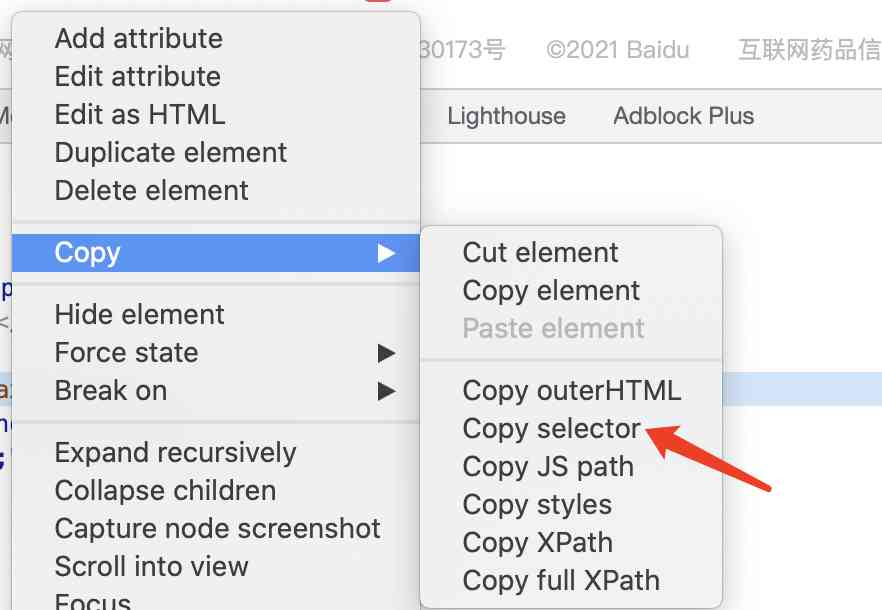 Add attribute
Edit attribute
Edit as HTML
Duplicate element
Delete element
Copy
Hide element
Force state
Break on
Expand recursively
Collapse children
Capture node screenshot
Scroll into view
Focus
30173号 ©2021 Baidu 互联网药品信
Lighthouse Adblock Plus
Cut element
Copy element
Paste element
Copy outerHTML
Copy selector
Copy JS path
Copy styles
Copy XPath
Copy full XPath